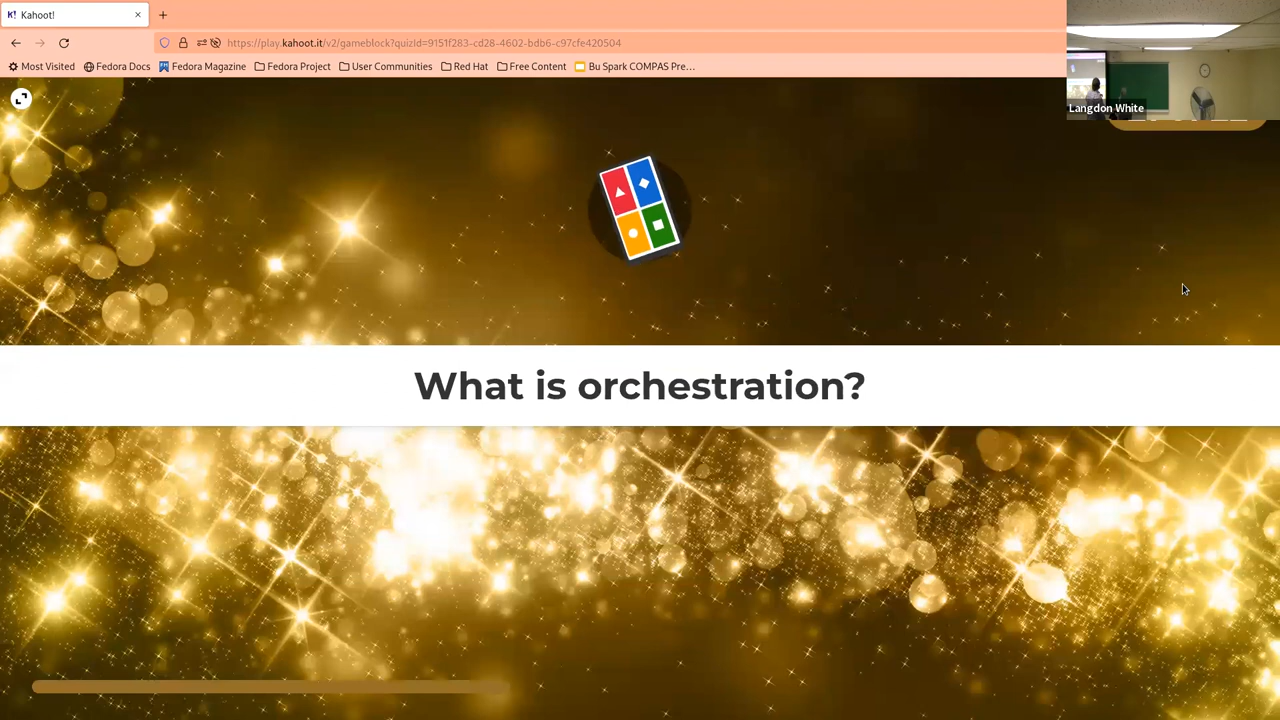 K! Kahoot!
https://play.kahoot.it/v2/gameblock?quizId=9151f283-cd28-4602-bdb6-c97cfe420504
Most Visited Fedora Docs Fedora Magazine Fedora Project User Communities Red Hat Free Content Bu Spark COMPAS Pre…
Langdon White
What is orchestration?